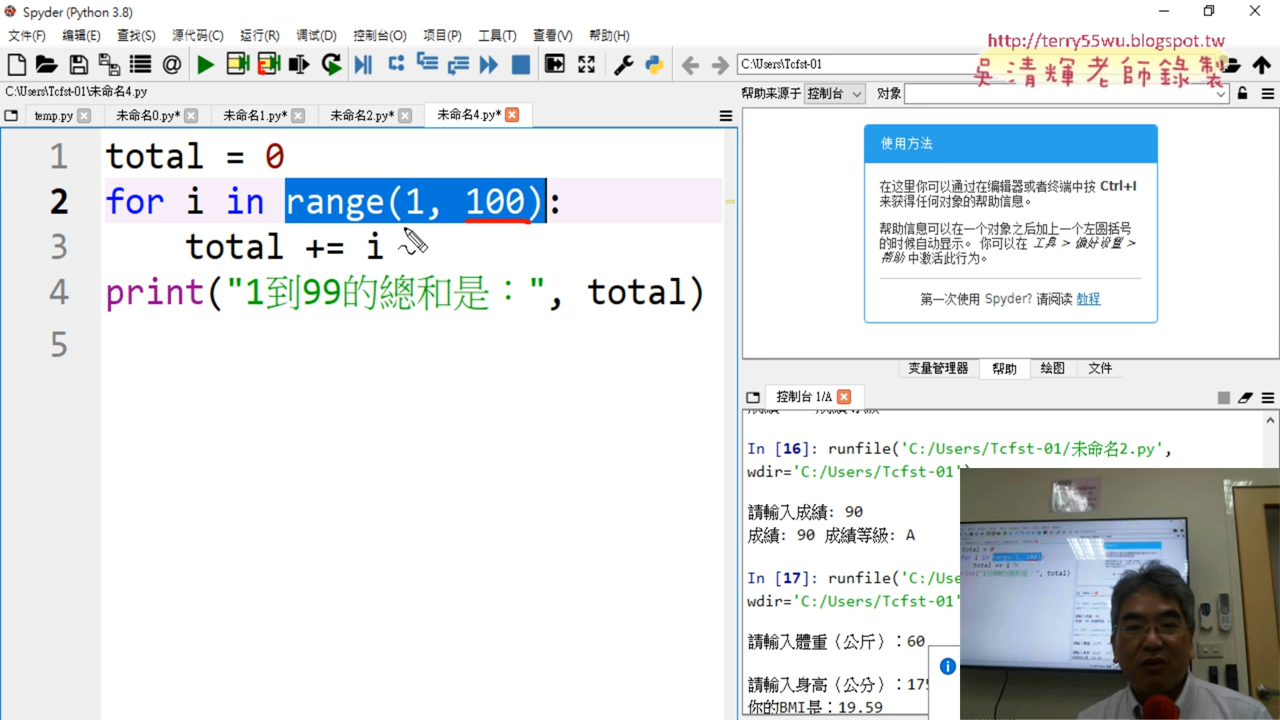 Spyder (Python 3.8)
文件(F) 编辑(E) 查找(S) 源代码(C) 运行(R) 调试(D) 控制台(O) 项目(P) 工具(T) 查看(V) 帮助(H)
http://terry55wu.blogspot.tw
吳清輝老師錄製
C:\Users\Tcfst-01
C:\Users\Tcfst-01\未命名4.py
帮助来源于 控制台 对象
temp.py 未命名0.py* 未命名1.py* 未命名2.py* 未命名4.py*
1 total = 0
2 for i in range(1, 100):
3 total += i
4 print("1到99的總和是：", total)
5
使用方法
在这里你可以通过在编辑器或者终端中按 Ctrl+I
来获得任何对象的帮助信息。
帮助信息可以在一个对象之后加上一个左圆括号
的时候自动显示。 你可以在 工具 > 偏好设置 >
帮助 中激活此行为。
第一次使用 Spyder? 请阅读 教程
变量管理器 帮助 绘图 文件
控制台 1/A
In [16]: runfile('C:/Users/Tcfst-01/未命名2.py',
wdir='C:/Users/Tcfst-01')
請輸入成績: 90
成績: 90 成績等級: A
In [17]: runfile('C:/Use
wdir='C:/Users/Tcfst-01'
請輸入體重（公斤）：60
請輸入身高（公分）：175
你的BMI是：19.59